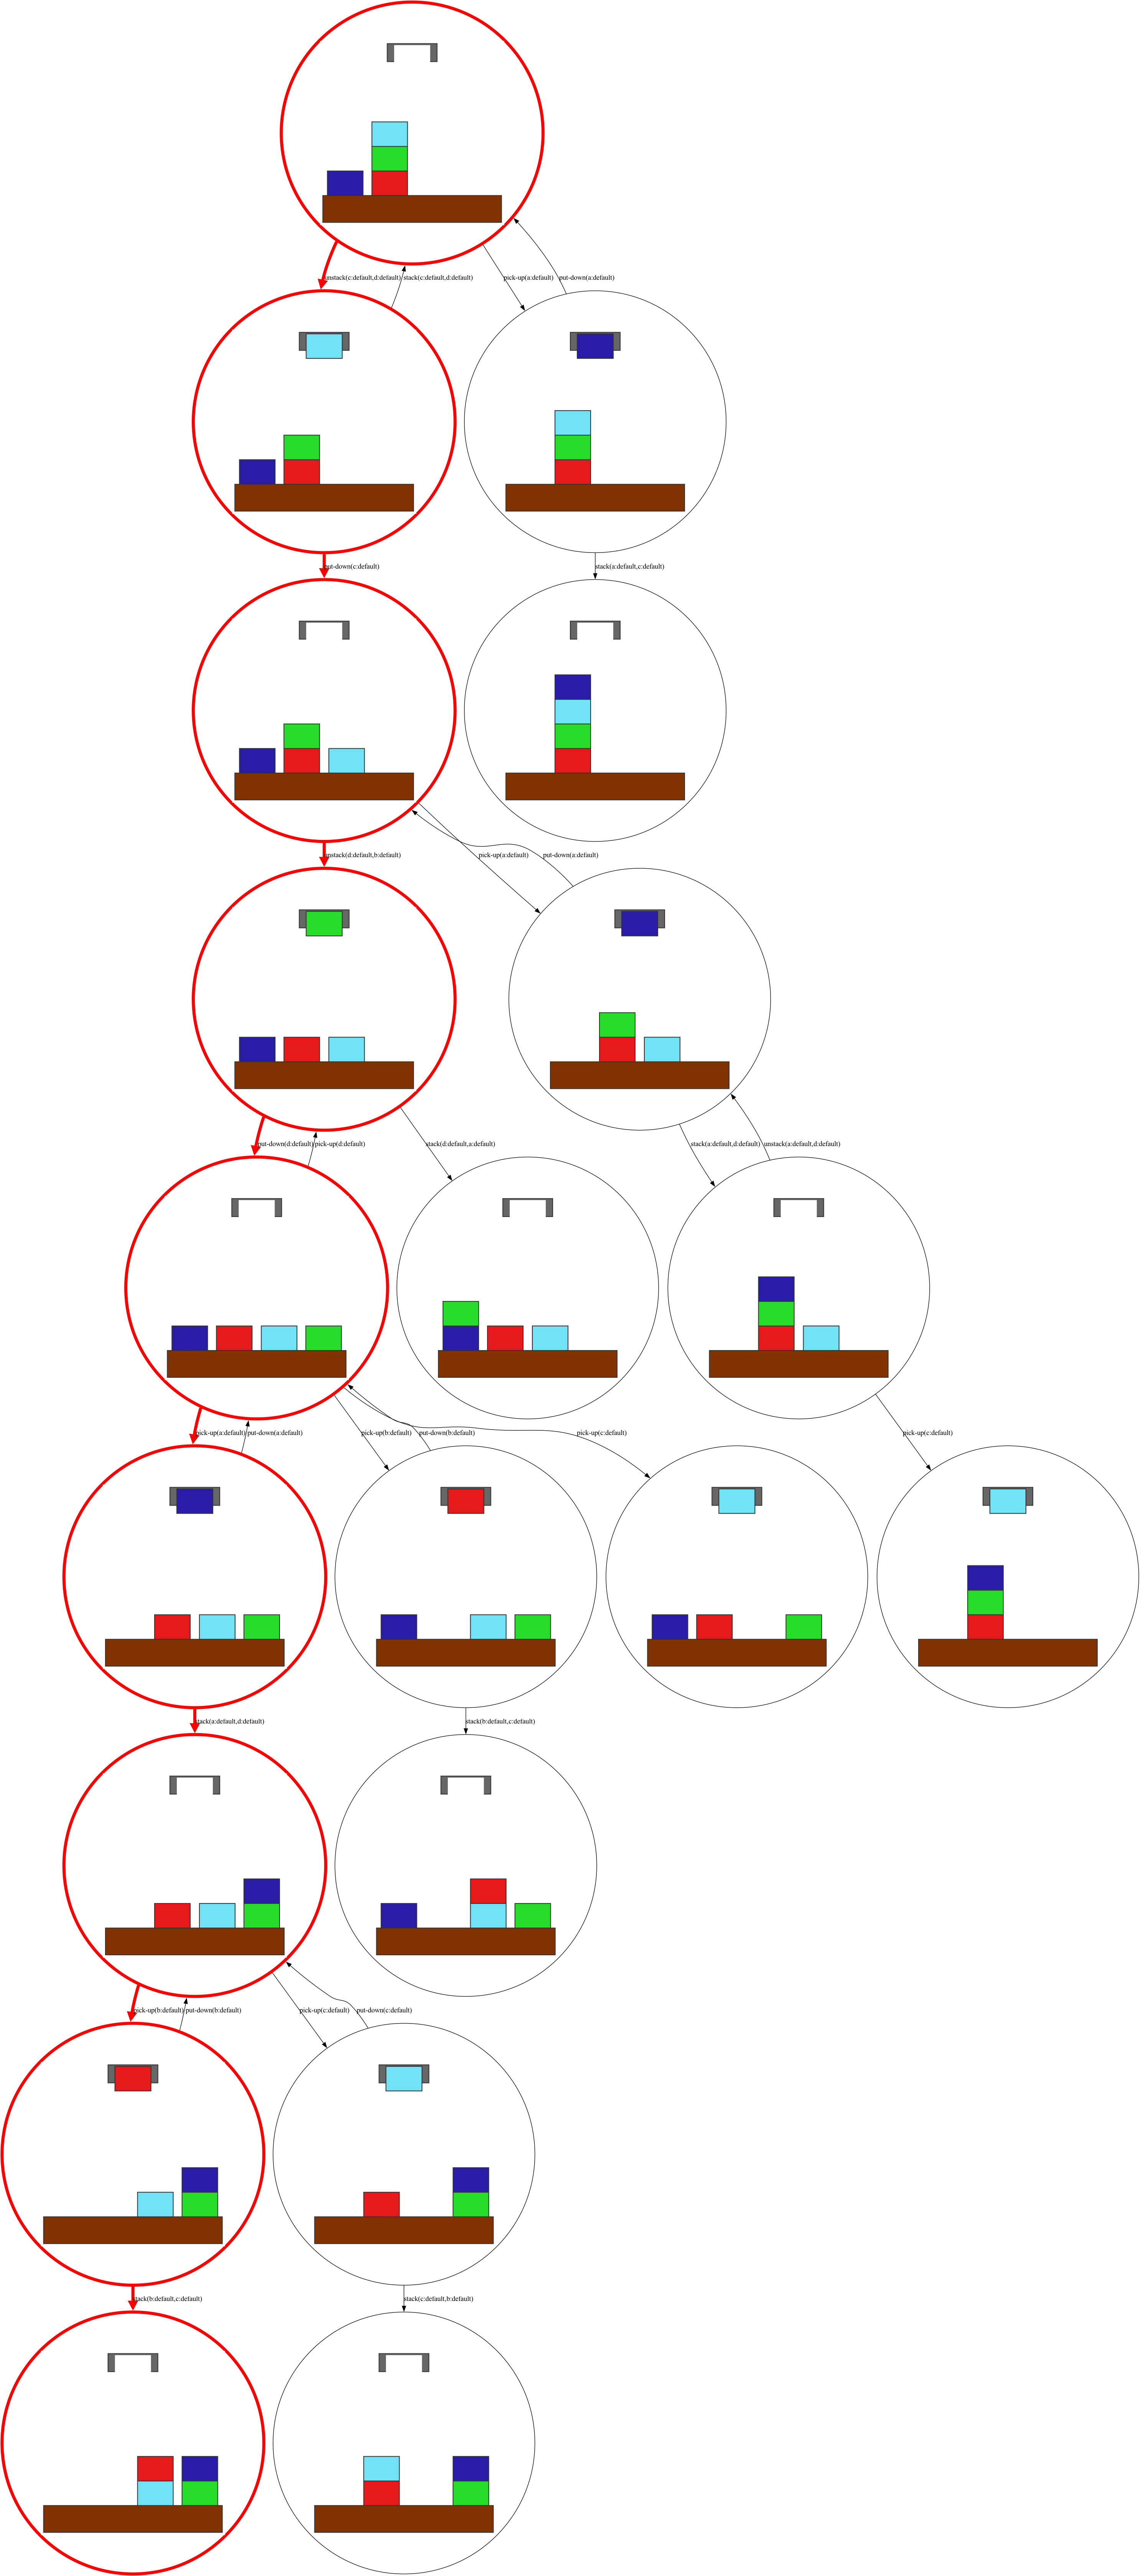 unstack(c:default,d:default)
stack(c:default,d:default)
pick-up(a:default)
put-down(a:default)
put-down(c:default)
stack(a:default,c:default)
unstack(d:default,b:default)
pick-up(a:default)
put-down(a:default)
put-down(d:default)
pick-up(d:default)
stack(d:default,a:default)
stack(a:default,d:default)
unstack(a:default,d:default)
pick-up(a:default)
put-down(a:default)
pick-up(b:default)
put-down(b:default)
pick-up(c:default)
pick-up(c:default)
stack(a:default,d:default)
stack(b:default,c:default)
pick-up(b:default)
put-down(b:default)
pick-up(c:default)
put-down(c:default)
stack(b:default,c:default)
stack(c:default,b:default)